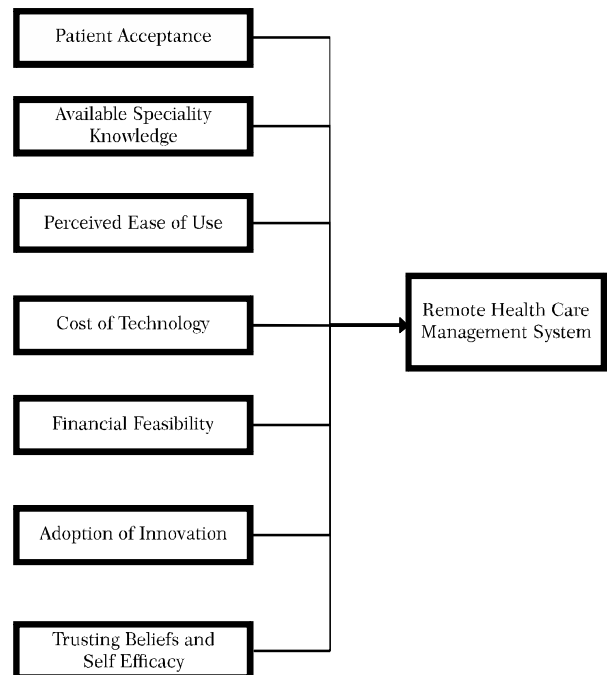 Patient Acceptance
Available Speciality
Knowledge
Perceived Ease of Use
Cost of Technology
Financial Feasibility
Adoption of Innovation
Trusting Beliefs and
Self Efficacy
Remote Health Care
Management System